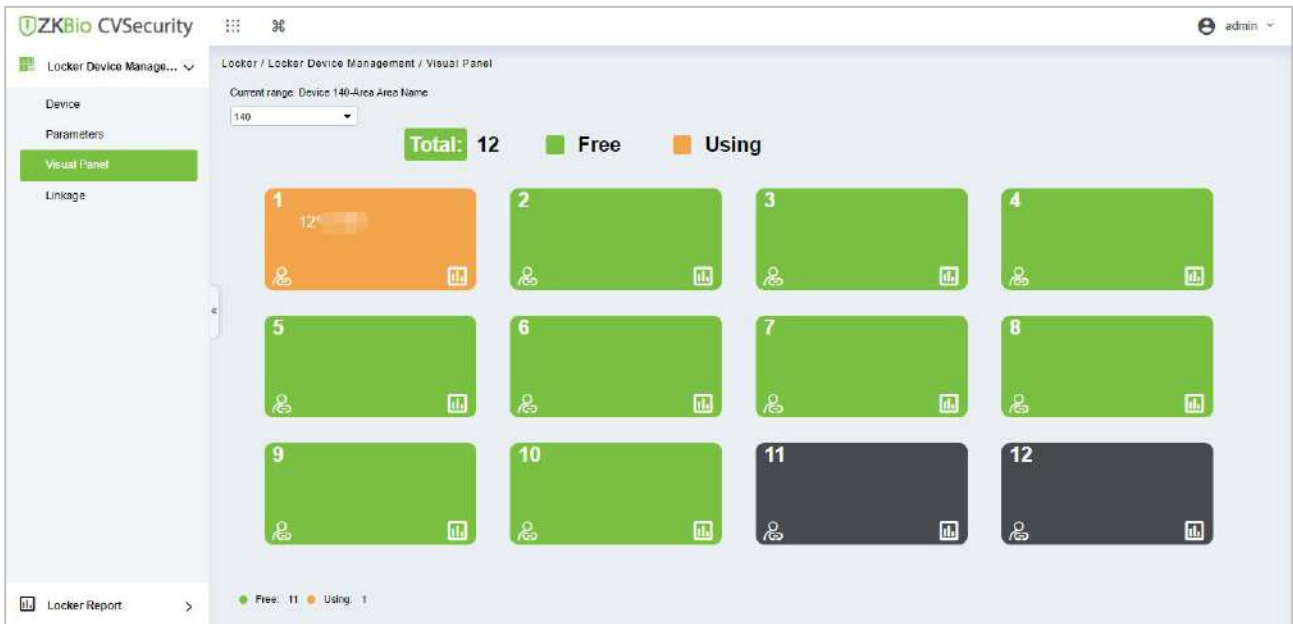 ZKBio CVSecurity
admin
Locker Device Manage...
Device
Parameters
Visual Panel
Linkage
Locker Report
Locker / Locker Device Management / Visual Panel
Current range: Device 140-Area Area Name
140
Total: 12 Free Using
1 2 3 4
5 6 7 8
9 10 11 12
Free: 11 Using: 1